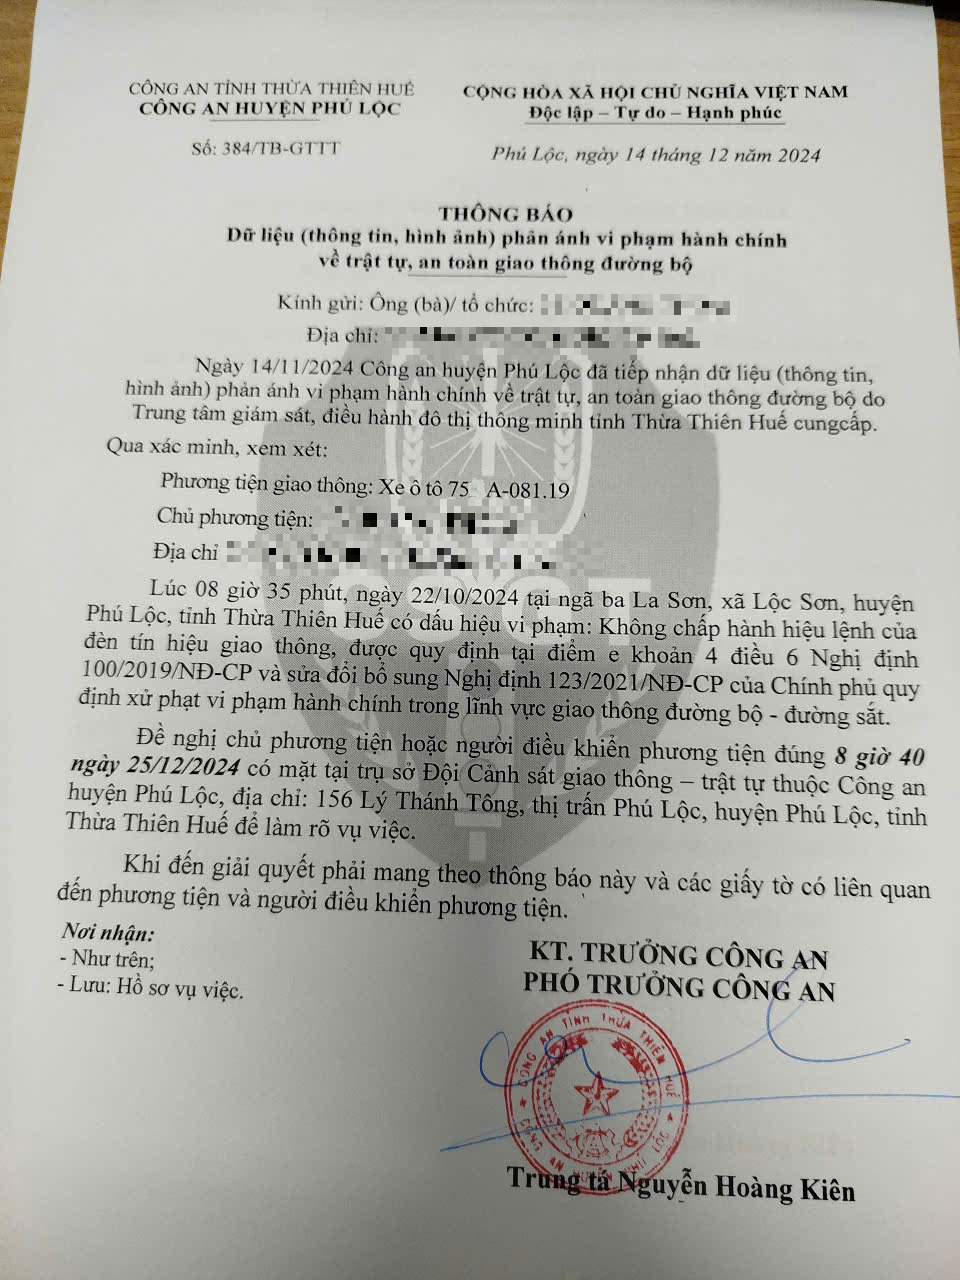 CÔNG AN TỈNH THỪA THIÊN HUẾ
CÔNG AN HUYỆN PHÚ LỘC
Số: 384/TB-GTTT
CỘNG HÒA XÃ HỘI CHỦ NGHĨA VIỆT NAM
Độc lập – Tự do – Hạnh phúc
Phú Lộc, ngày 14 tháng 12 năm 2024
THÔNG BÁO
Dữ liệu (thông tin, hình ảnh) phản ánh vi phạm hành chính
về trật tự, an toàn giao thông đường bộ
Kính gửi: Ông (bà)/ tổ chức:
Địa chỉ:
Ngày 14/11/2024 Công an huyện Phú Lộc đã tiếp nhận dữ liệu (thông tin,
hình ảnh) phản ánh vi phạm hành chính về trật tự, an toàn giao thông đường bộ do
Trung tâm giám sát, điều hành đô thị thông minh tỉnh Thừa Thiên Huế cungcấp.
Qua xác minh, xem xét:
Phương tiện giao thông: Xe ô tô 75 A-081.19
Chủ phương tiện:
Địa chỉ
Lúc 08 giờ 35 phút, ngày 22/10/2024 tại ngã ba La Sơn, xã Lộc Sơn, huyện
Phú Lộc, tỉnh Thừa Thiên Huế có dấu hiệu vi phạm: Không chấp hành hiệu lệnh của
đèn tín hiệu giao thông, được quy định tại điểm e khoản 4 điều 6 Nghị định
100/2019/NĐ-CP và sửa đổi bổ sung Nghị định 123/2021/NĐ-CP của Chính phủ quy
định xử phạt vi phạm hành chính trong lĩnh vực giao thông đường bộ - đường sắt.
Đề nghị chủ phương tiện hoặc người điều khiển phương tiện đúng 8 giờ 40
ngày 25/12/2024 có mặt tại trụ sở Đội Cảnh sát giao thông – trật tự thuộc Công an
huyện Phú Lộc, địa chỉ: 156 Lý Thánh Tông, thị trấn Phú Lộc, huyện Phú Lộc, tỉnh
Thừa Thiên Huế để làm rõ vụ việc.
Khi đến giải quyết phải mang theo thông báo này và các giấy tờ có liên quan
đến phương tiện và người điều khiển phương tiện.
Nơi nhận:
- Như trên;
- Lưu: Hồ sơ vụ việc.
KT. TRƯỞNG CÔNG AN
PHÓ TRƯỞNG CÔNG AN
CÔNG AN TỈNH THỪA THIÊN HUẾ
CÔNG AN HUYỆN PHÚ LỘC
Trung tá Nguyễn Hoàng Kiên
CSGT